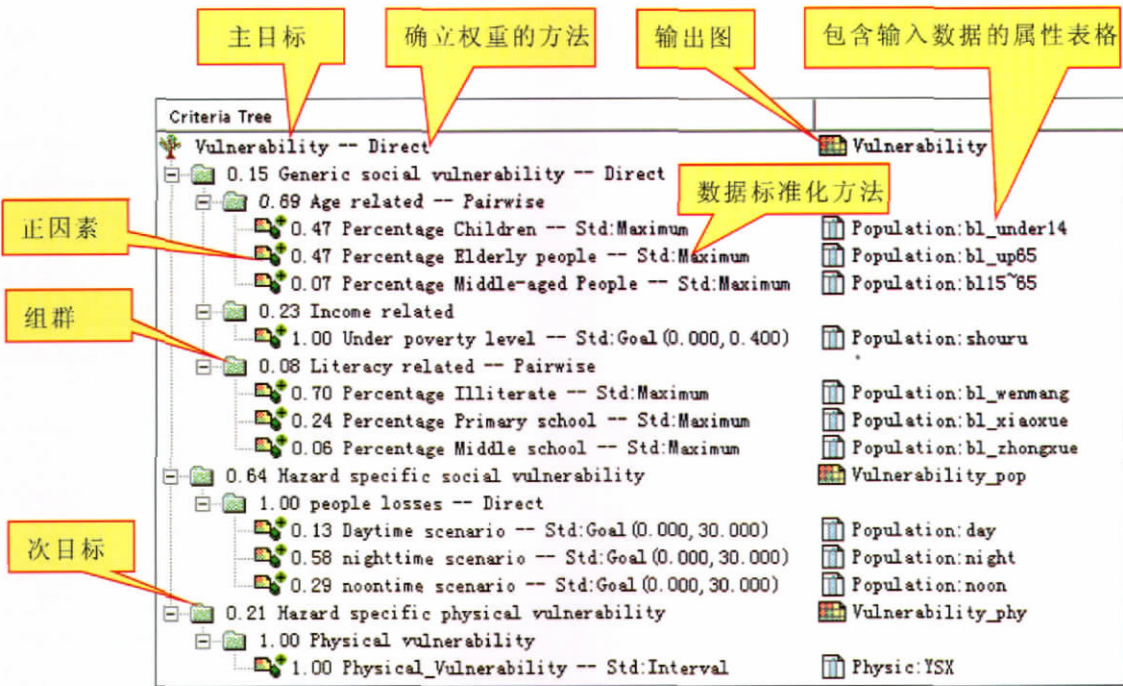 主目标
确立权重的方法
输出图
包含输入数据的属性表格
Criteria Tree
Vulnerability -- Direct
Vulnerability
0.15 Generic social vulnerability -- Direct
数据标准化方法
0.69 Age related -- Pairwise
正因素
0.47 Percentage Children -- Std:Maximum
Population:bl_under14
0.47 Percentage Elderly people -- Std:Maximum
Population:bl_up65
0.07 Percentage Middle-aged People -- Std:Maximum
Population:bl15~65
组群
0.23 Income related
1.00 Under poverty level -- Std:Goal(0.000,0.400)
Population:shouru
0.08 Literacy related -- Pairwise
0.70 Percentage Illiterate -- Std:Maximum
Population:bl_wenmang
0.24 Percentage Primary school -- Std:Maximum
Population:bl_xiaoxue
0.06 Percentage Middle school -- Std:Maximum
Population:bl_zhongxue
0.64 Hazard specific social vulnerability
Vulnerability_pop
1.00 people losses -- Direct
0.13 Daytime scenario -- Std:Goal(0.000,30.000)
Population:day
次目标
0.58 nighttime scenario -- Std:Goal(0.000,30.000)
Population:night
0.29 noontime scenario -- Std:Goal(0.000,30.000)
Population:noon
0.21 Hazard specific physical vulnerability
Vulnerability_phy
1.00 Physical vulnerability
1.00 Physical_Vulnerability -- Std:Interval
Physic:YSX